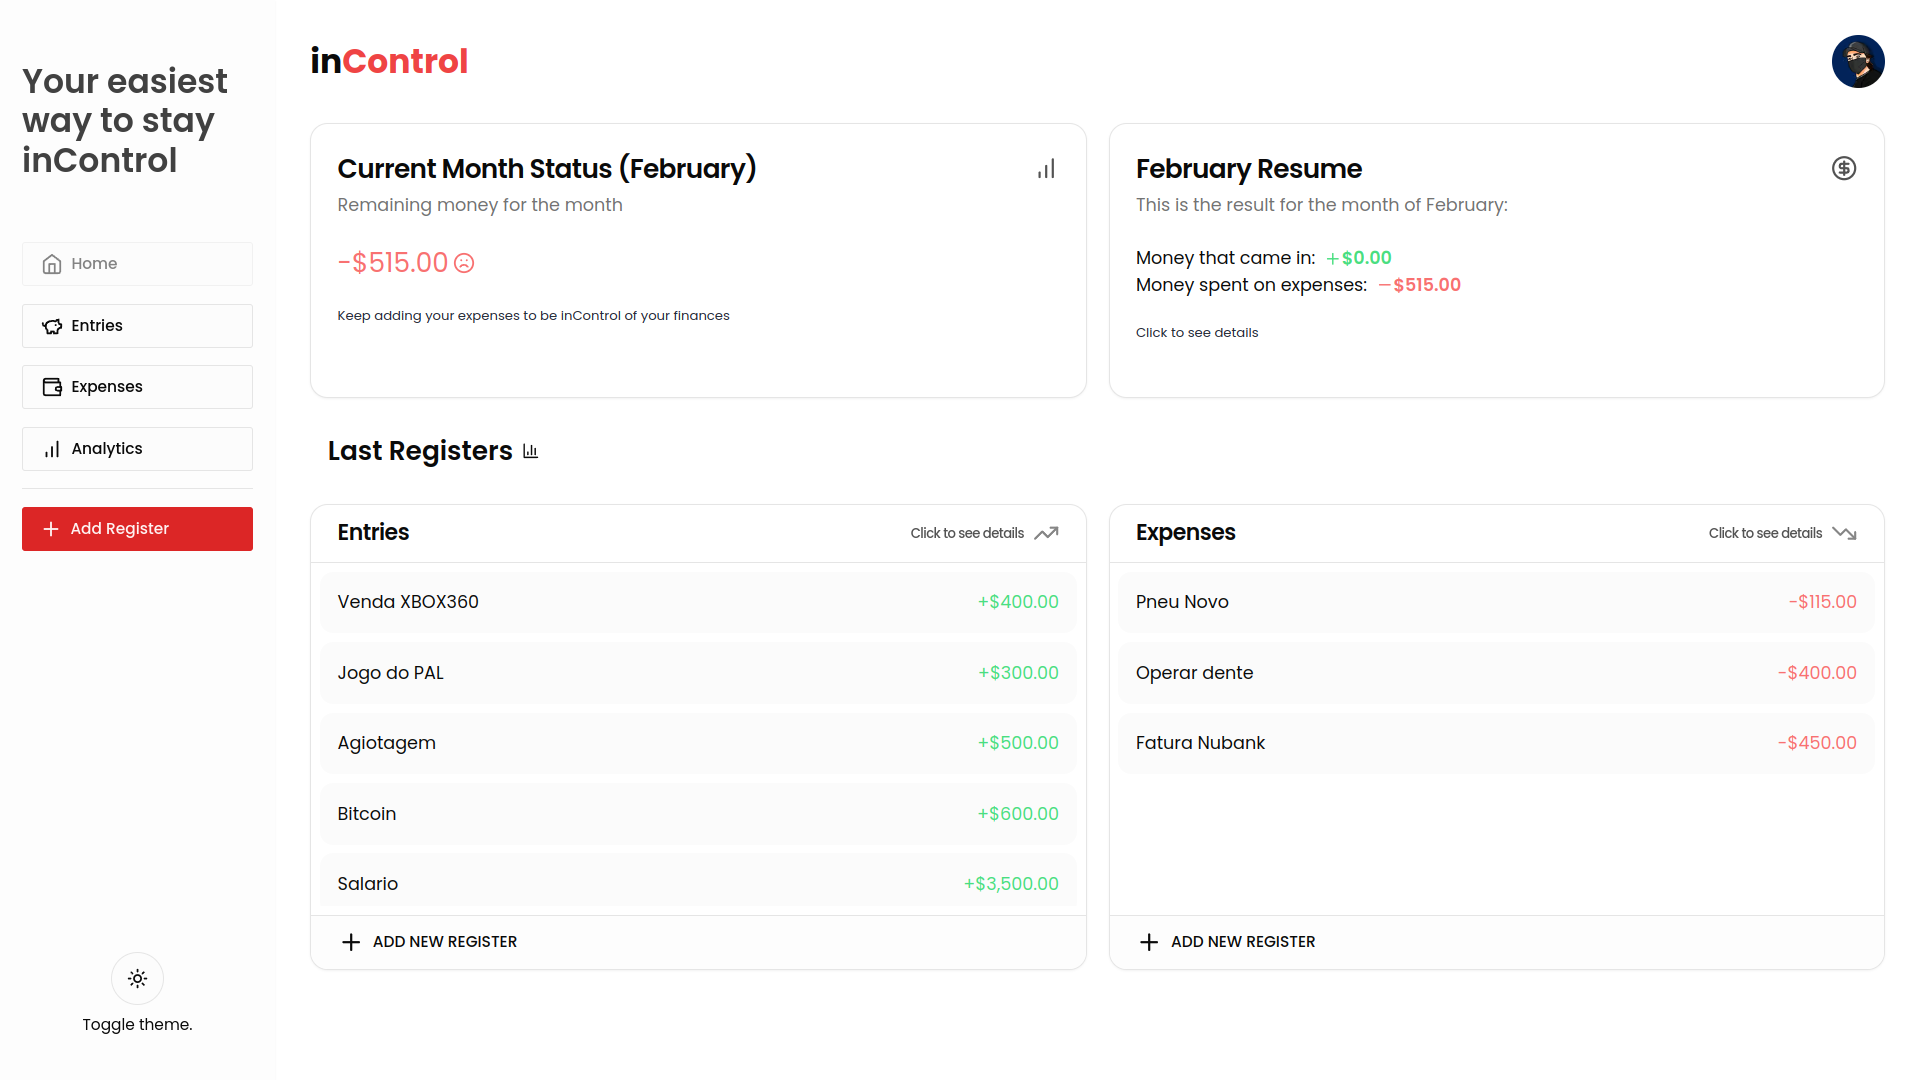 Your easiest
way to stay
inControl
Home
Entries
Expenses
Analytics
Add Register
Toggle theme.
inControl
Current Month Status (February)
Remaining money for the month
-$515.00
Keep adding your expenses to be inControl of your finances
February Resume
This is the result for the month of February:
Money that came in: +$0.00
Money spent on expenses: -$515.00
Click to see details
Last Registers
Entries Click to see details
Venda XBOX360 +$400.00
Jogo do PAL +$300.00
Agiotagem +$500.00
Bitcoin +$600.00
Salario +$3,500.00
ADD NEW REGISTER
Expenses Click to see details
Pneu Novo -$115.00
Operar dente -$400.00
Fatura Nubank -$450.00
ADD NEW REGISTER